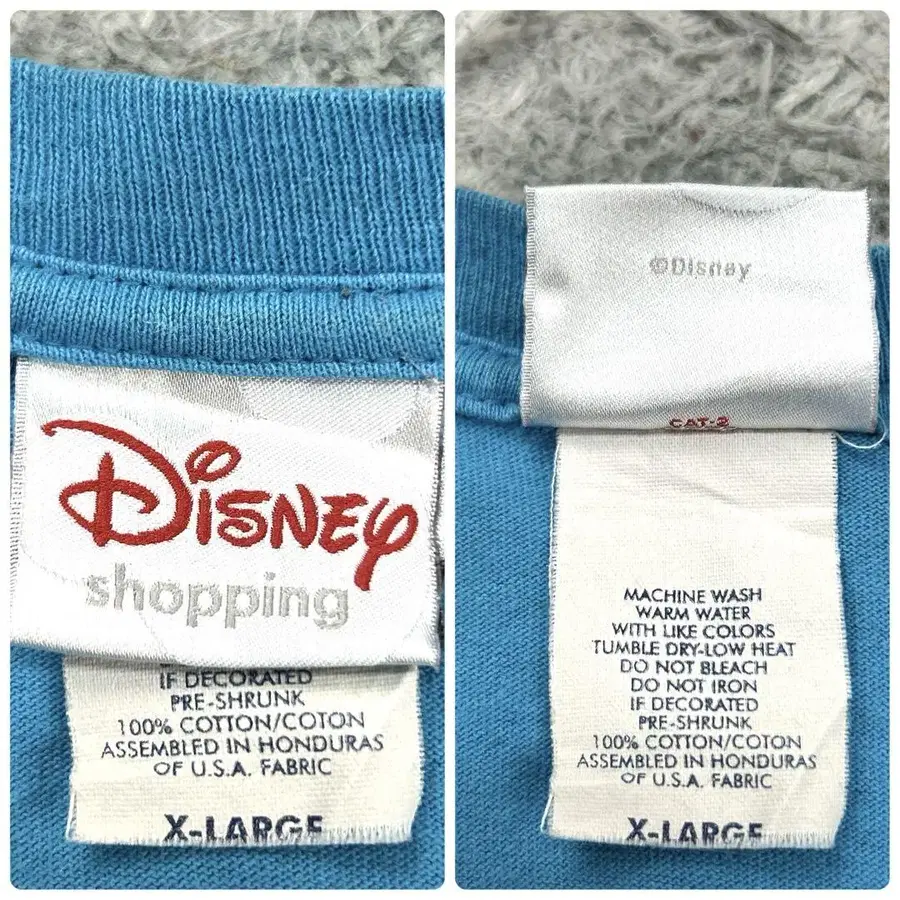 Disney
shopping
IF DECORATED
PRE-SHRUNK
100% COTTON/COTON
ASSEMBLED IN HONDURAS
OF U.S.A. FABRIC
X-LARGE
©Disney
CAT-2
MACHINE WASH
WARM WATER
WITH LIKE COLORS
TUMBLE DRY-LOW HEAT
DO NOT BLEACH
DO NOT IRON
IF DECORATED
PRE-SHRUNK
100% COTTON/COTON
ASSEMBLED IN HONDURAS
OF U.S.A. FABRIC
X-LARGE